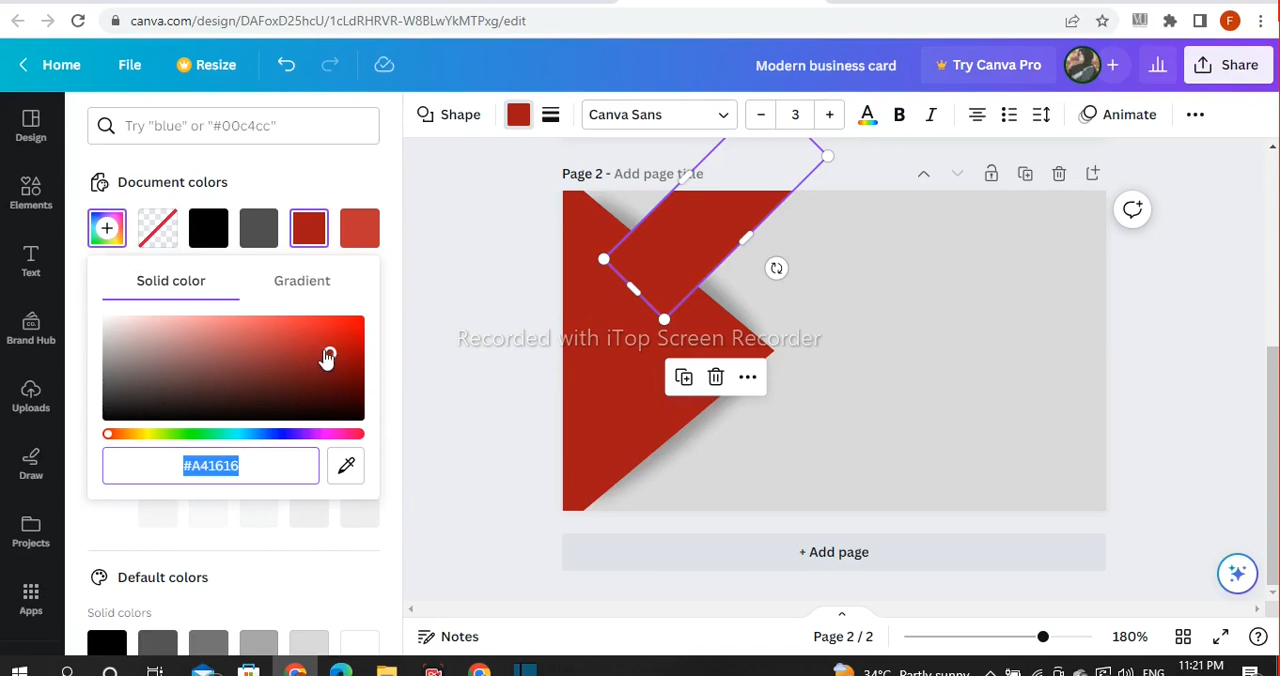 canva.com/design/DAFoxD25hcU/1cLdRHRVR-W8BLwYkMTPxg/edit
F
Home File Resize Modern business card Try Canva Pro Share
Design
Elements
Text
Brand Hub
Uploads
Draw
Projects
Apps
Try "blue" or "#00c4cc"
Document colors
Solid color Gradient
#A41616
Default colors
Solid colors
Shape Canva Sans 3 A B I Animate
Page 2 - Add page title
Recorded with iTop Screen Recorder
+ Add page
Notes Page 2 / 2 180%
34°C Partly sunny ENG 11:21 PM